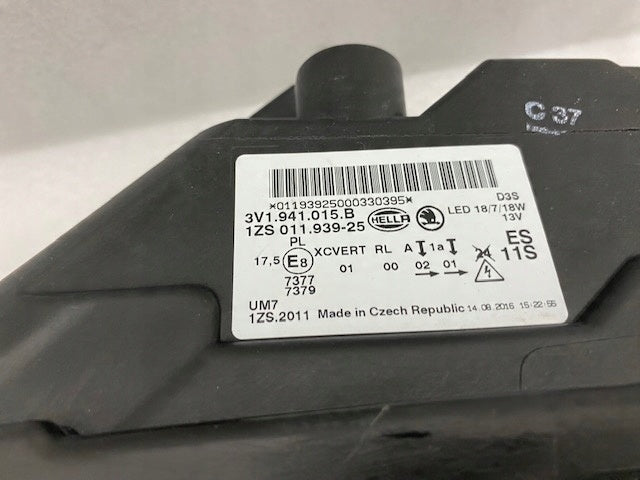 C 37
*01193925000330395*
D3S
3V1.941.015.B HELLA LED 18/7/18W
1ZS 011.939-25 13V
PL XCVERT RL A 1a ES
17,5 E8 01 00 02 01 24 11S
7377
7379
UM7
1ZS.2011 Made in Czech Republic 14.08.2016 15:22:55